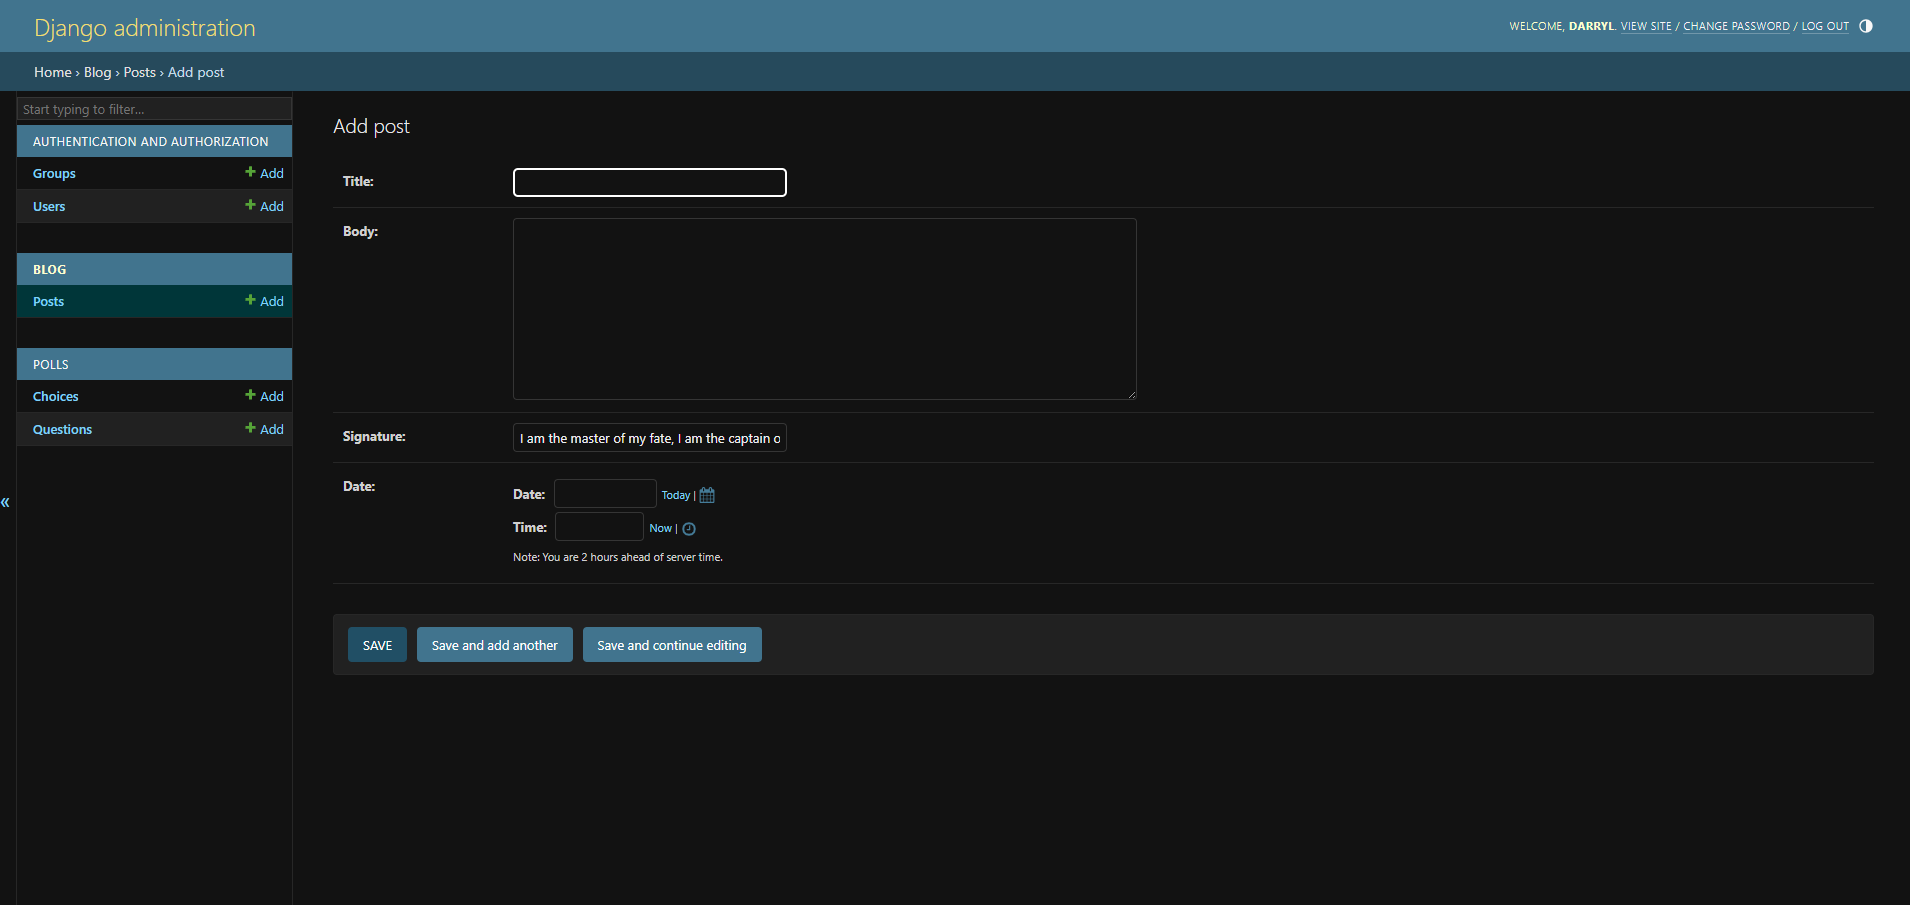 Django administration
WELCOME, DARRYL. VIEW SITE / CHANGE PASSWORD / LOG OUT
Home › Blog › Posts › Add post
Start typing to filter...
AUTHENTICATION AND AUTHORIZATION
Groups + Add
Users + Add
BLOG
Posts + Add
POLLS
Choices + Add
Questions + Add
«
Add post
Title:
Body:
Signature: I am the master of my fate, I am the captain o
Date:
Date: Today |
Time: Now |
Note: You are 2 hours ahead of server time.
SAVE Save and add another Save and continue editing